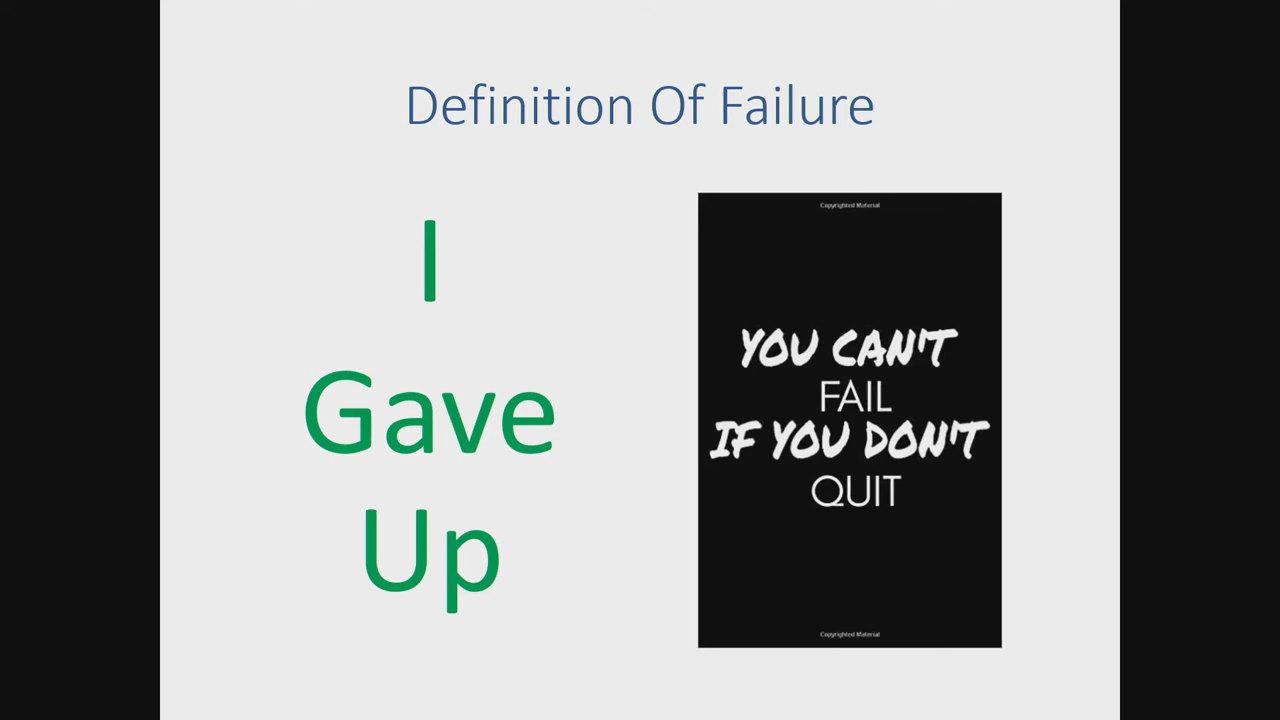 Definition Of Failure
I
Gave
Up
Copyrighted Material
YOU CAN'T
FAIL
IF YOU DON'T
QUIT
Copyrighted Material